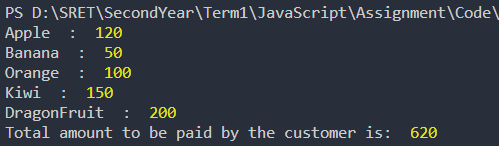 PS D:\SRET\SecondYear\Term1\JavaScript\Assignment\Code\
Apple  :  120
Banana  :  50
Orange  :  100
Kiwi  :  150
DragonFruit  :  200
Total amount to be paid by the customer is:  620